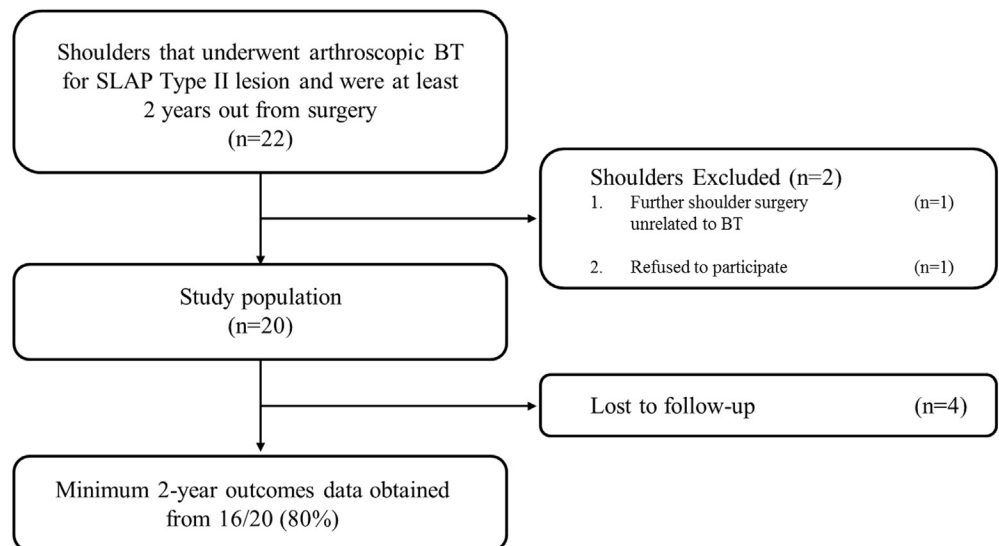 Shoulders that underwent arthroscopic BT
for SLAP Type II lesion and were at least
2 years out from surgery
(n=22)
Shoulders Excluded (n=2)
1. Further shoulder surgery (n=1)
unrelated to BT
2. Refused to participate (n=1)
Study population
(n=20)
Lost to follow-up (n=4)
Minimum 2-year outcomes data obtained
from 16/20 (80%)